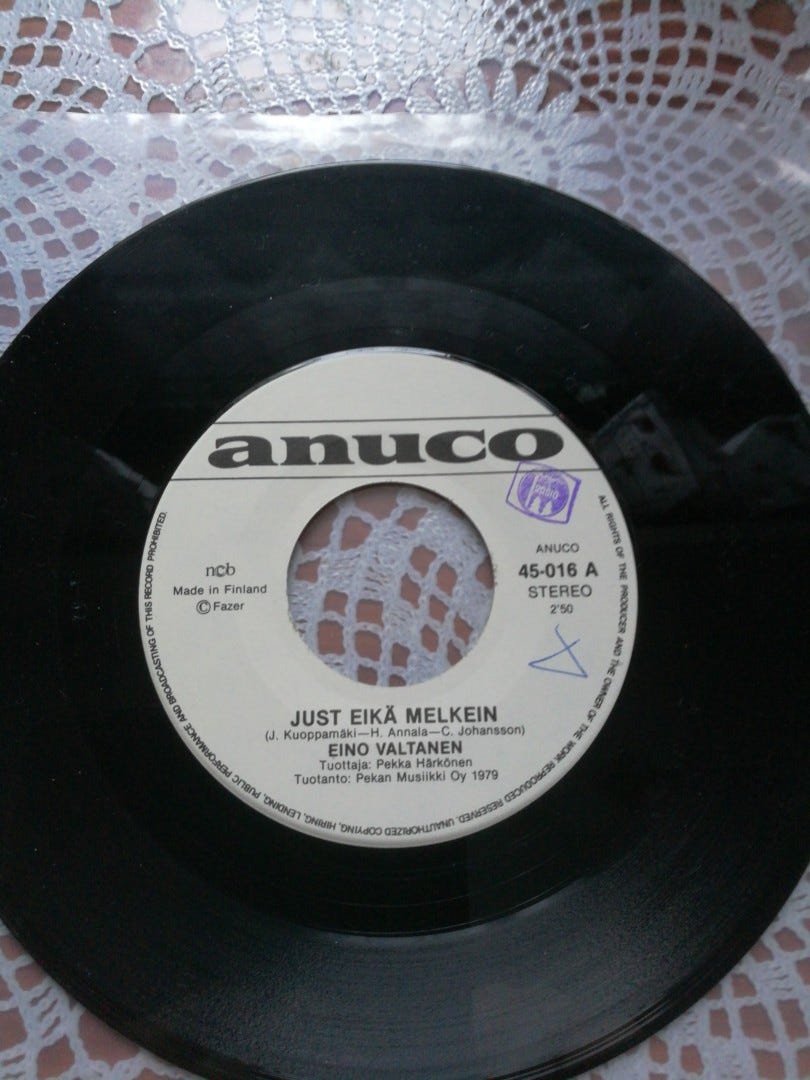 anuco
RADIO
ncb
Made in Finland
© Fazer
ANUCO
45-016 A
STEREO
2'50
JUST EIKÄ MELKEIN
(J. Kuoppamäki—H. Annala—C. Johansson)
EINO VALTANEN
Tuottaja: Pekka Härkönen
Tuotanto: Pekan Musiikki Oy 1979
ALL RIGHTS OF THE PRODUCER AND THE OWNER OF THE WORK REPRODUCED RESERVED. UNAUTHORIZED COPYING, HIRING, LENDING, PUBLIC PERFORMANCE AND BROADCASTING OF THIS RECORD PROHIBITED.